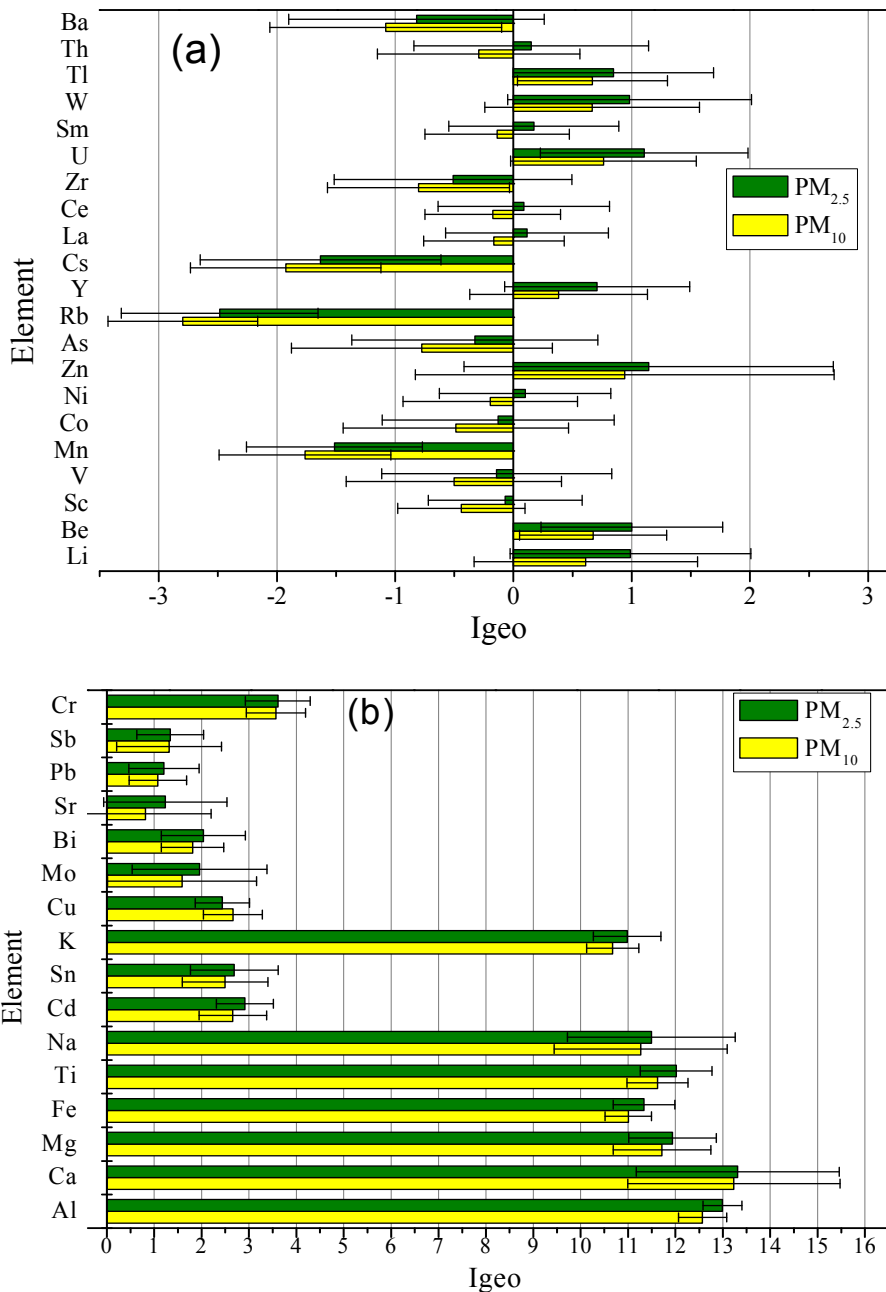 (a)
Element
Ba
Th
Tl
W
Sm
U
Zr
Ce
La
Cs
Y
Rb
As
Zn
Ni
Co
Mn
V
Sc
Be
Li
PM2.5
PM10
-3 -2 -1 0 1 2 3
Igeo
(b)
Element
Cr
Sb
Pb
Sr
Bi
Mo
Cu
K
Sn
Cd
Na
Ti
Fe
Mg
Ca
Al
PM2.5
PM10
0 1 2 3 4 5 6 7 8 9 10 11 12 13 14 15 16
Igeo